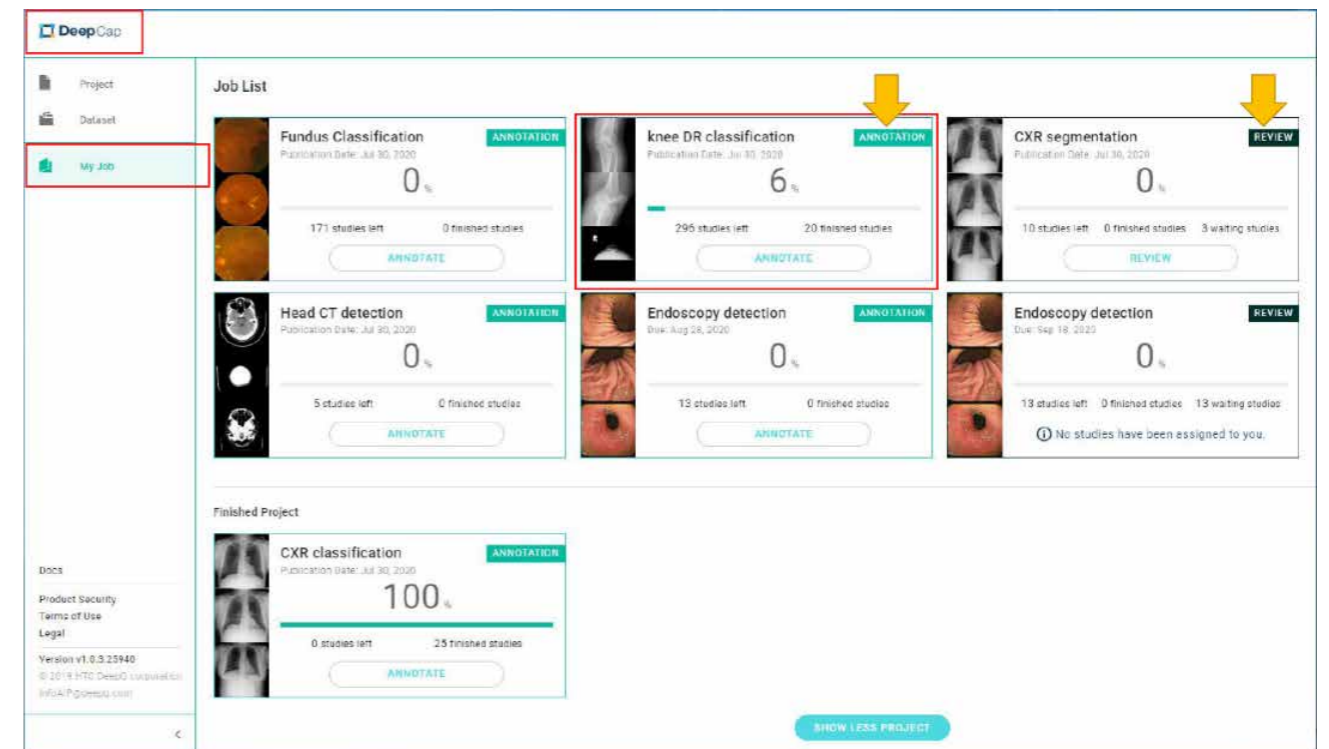 DeepCap
Project
Dataset
My Job
Job List
Fundus Classification
ANNOTATION
Publication Date: Jul 30, 2020
0 %
171 studies left 0 finished studies
ANNOTATE
knee DR classification
ANNOTATION
Publication Date: Jul 30, 2020
6 %
295 studies left 20 finished studies
ANNOTATE
CXR segmentation
REVIEW
Publication Date: Jul 30, 2020
0 %
10 studies left 0 finished studies 3 waiting studies
REVIEW
Head CT detection
ANNOTATION
Publication Date: Jul 30, 2020
0 %
5 studies left 0 finished studies
ANNOTATE
Endoscopy detection
ANNOTATION
Due: Aug 28, 2020
0 %
13 studies left 0 finished studies
ANNOTATE
Endoscopy detection
REVIEW
Due: Sep 18, 2020
0 %
13 studies left 0 finished studies 13 waiting studies
No studies have been assigned to you.
Finished Project
CXR classification
ANNOTATION
Publication Date: Jul 30, 2020
100 %
0 studies left 25 finished studies
ANNOTATE
SHOW LESS PROJECT
Docs
Product Security
Terms of Use
Legal
Version v1.0.3.25940
© 2019 HTC DeepQ corporation